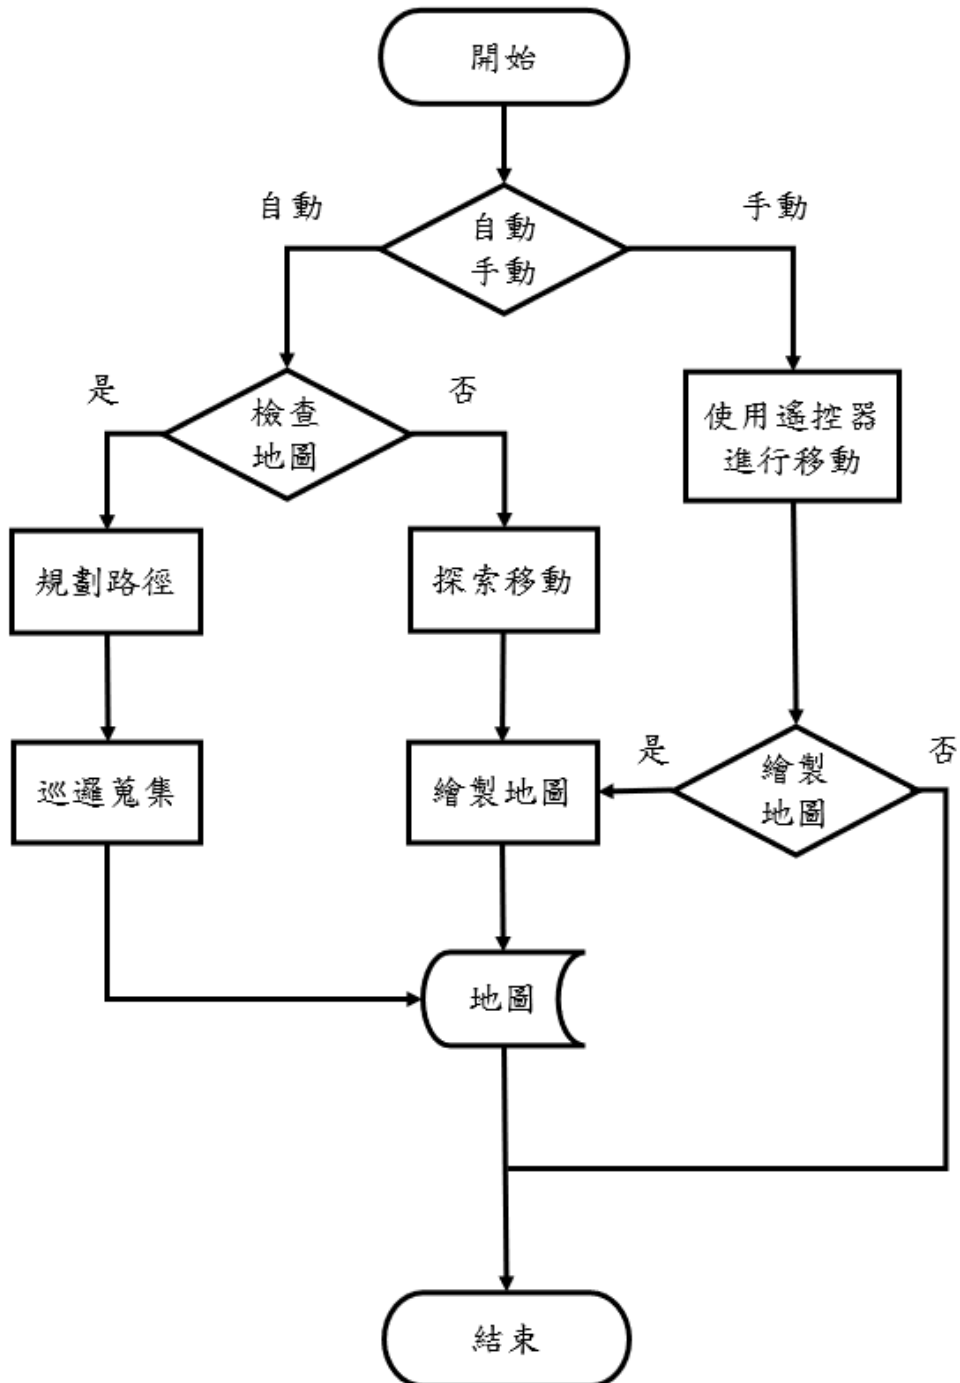 開始
自動
手動
自動
手動
是
否
檢查
地圖
使用遙控器
進行移動
規劃路徑
探索移動
巡邏蒐集
繪製地圖
是
否
繪製
地圖
地圖
結束